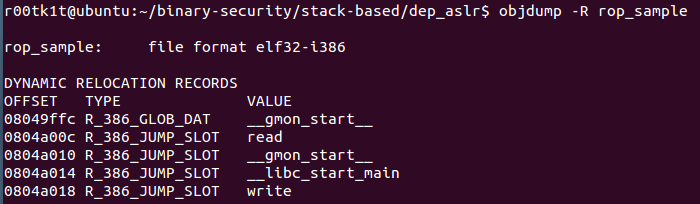 r00tk1t@ubuntu:~/binary-security/stack-based/dep_aslr$ objdump -R rop_sample
rop_sample:     file format elf32-i386
DYNAMIC RELOCATION RECORDS
OFFSET   TYPE              VALUE
08049ffc R_386_GLOB_DAT    __gmon_start__
0804a00c R_386_JUMP_SLOT   read
0804a010 R_386_JUMP_SLOT   __gmon_start__
0804a014 R_386_JUMP_SLOT   __libc_start_main
0804a018 R_386_JUMP_SLOT   write